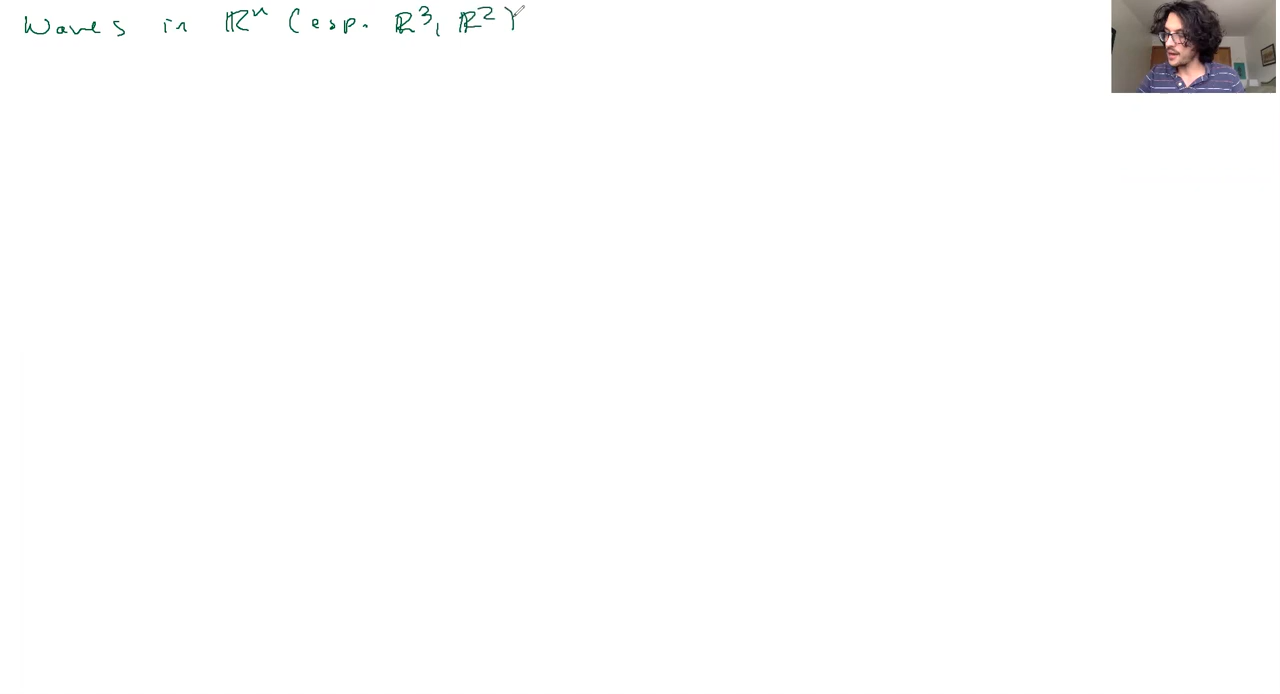 Waves in ℝⁿ (esp. ℝ³, ℝ²)